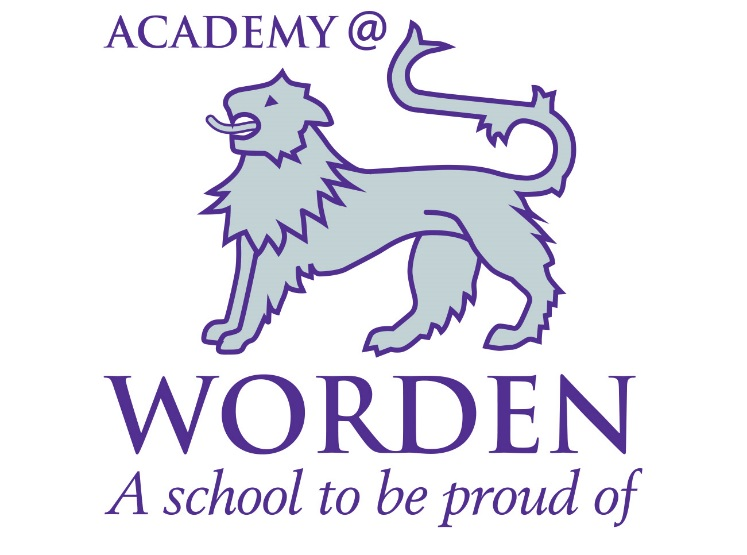 ACADEMY @
WORDEN
A school to be proud of